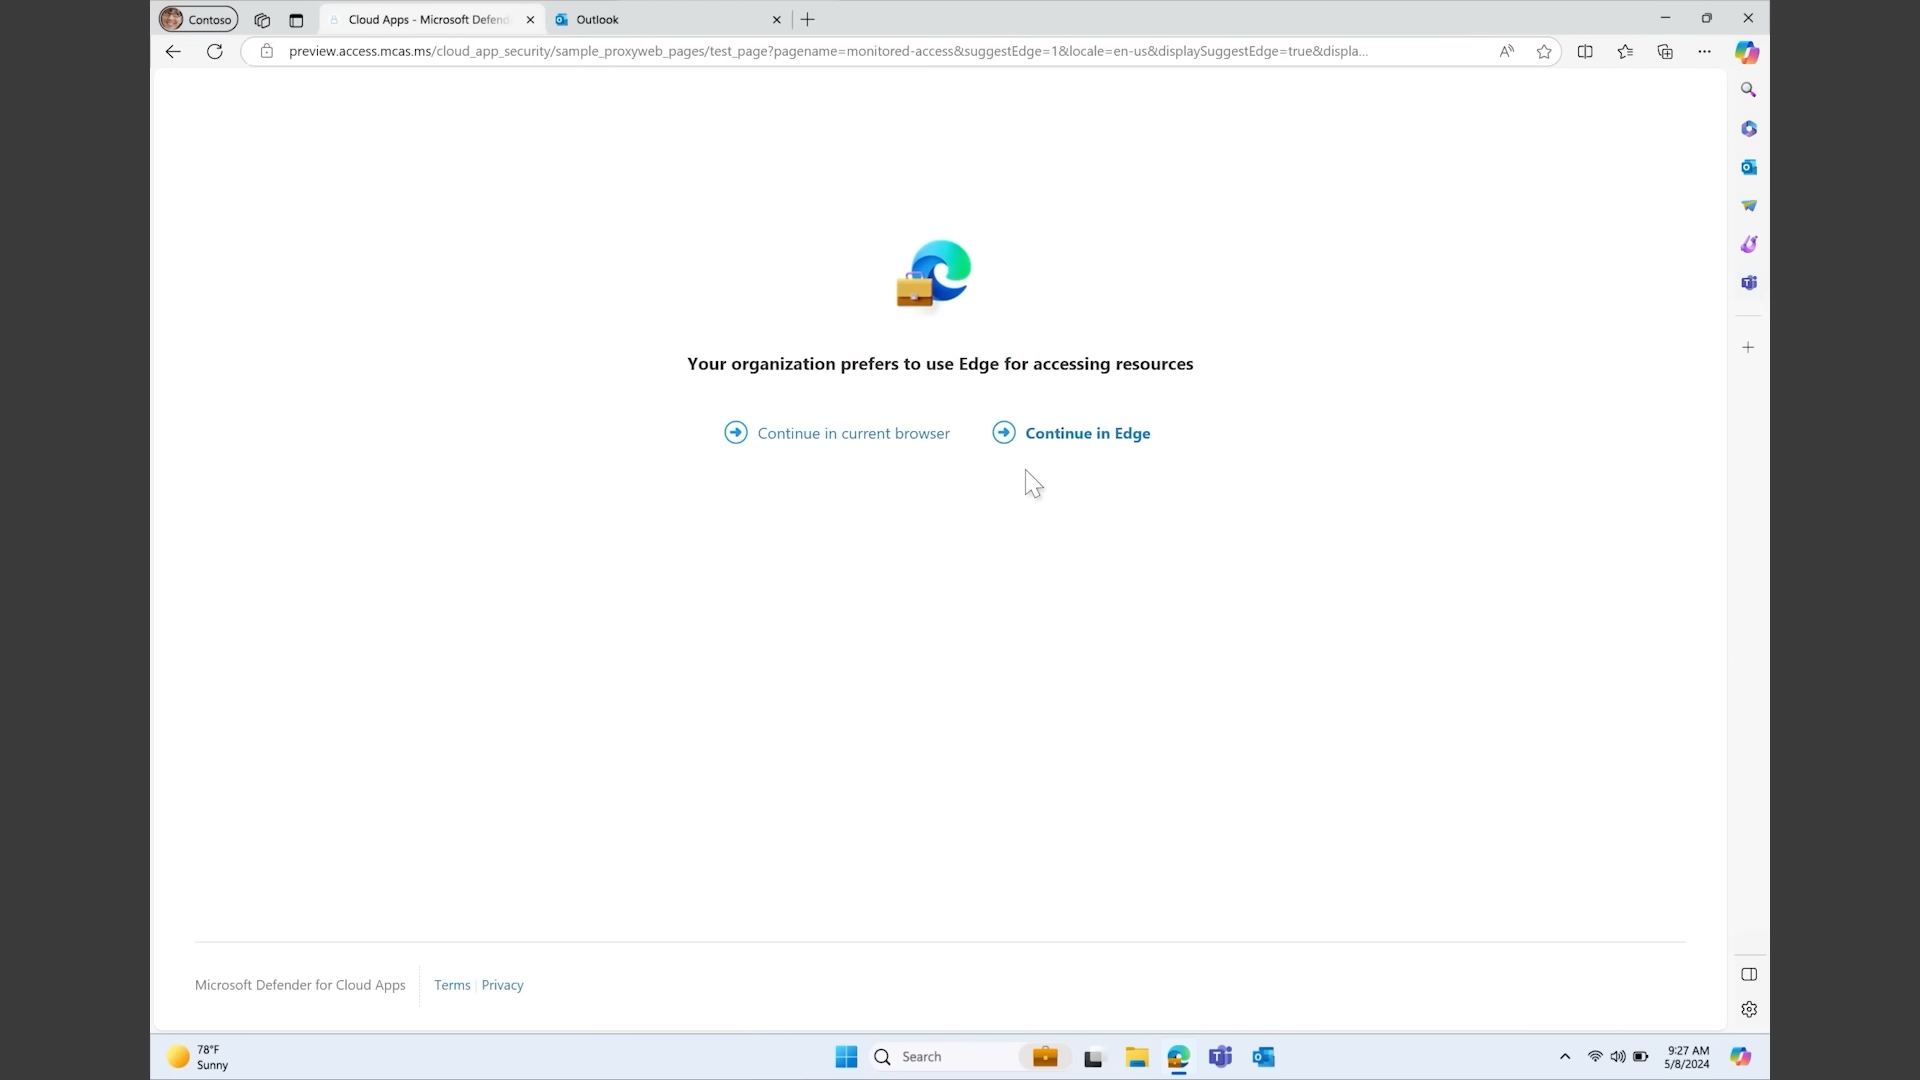 Contoso
Cloud Apps - Microsoft Defend
Outlook
preview.access.mcas.ms/cloud_app_security/sample_proxyweb_pages/test_page?pagename=monitored-access&suggestEdge=1&locale=en-us&displaySuggestEdge=true&displa...
Your organization prefers to use Edge for accessing resources
Continue in current browser
Continue in Edge
Microsoft Defender for Cloud Apps
Terms
Privacy
78°F
Sunny
Search
9:27 AM
5/8/2024